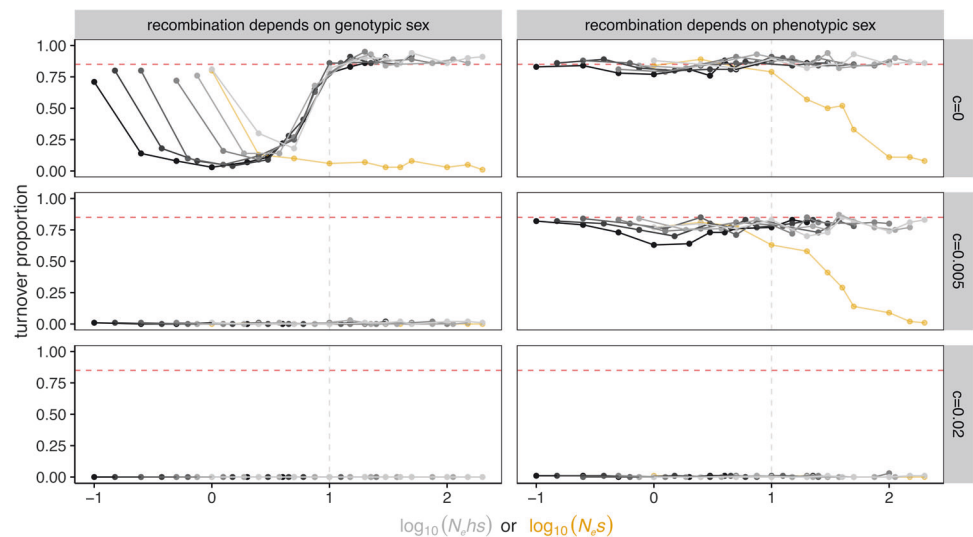 recombination depends on genotypic sex
recombination depends on phenotypic sex
1.00
0.75
0.50
0.25
0.00
c=0
1.00
0.75
0.50
0.25
0.00
c=0.005
1.00
0.75
0.50
0.25
0.00
c=0.02
turnover proportion
−1 0 1 2
−1 0 1 2
log₁₀(Nₑhs) or log₁₀(Nₑs)